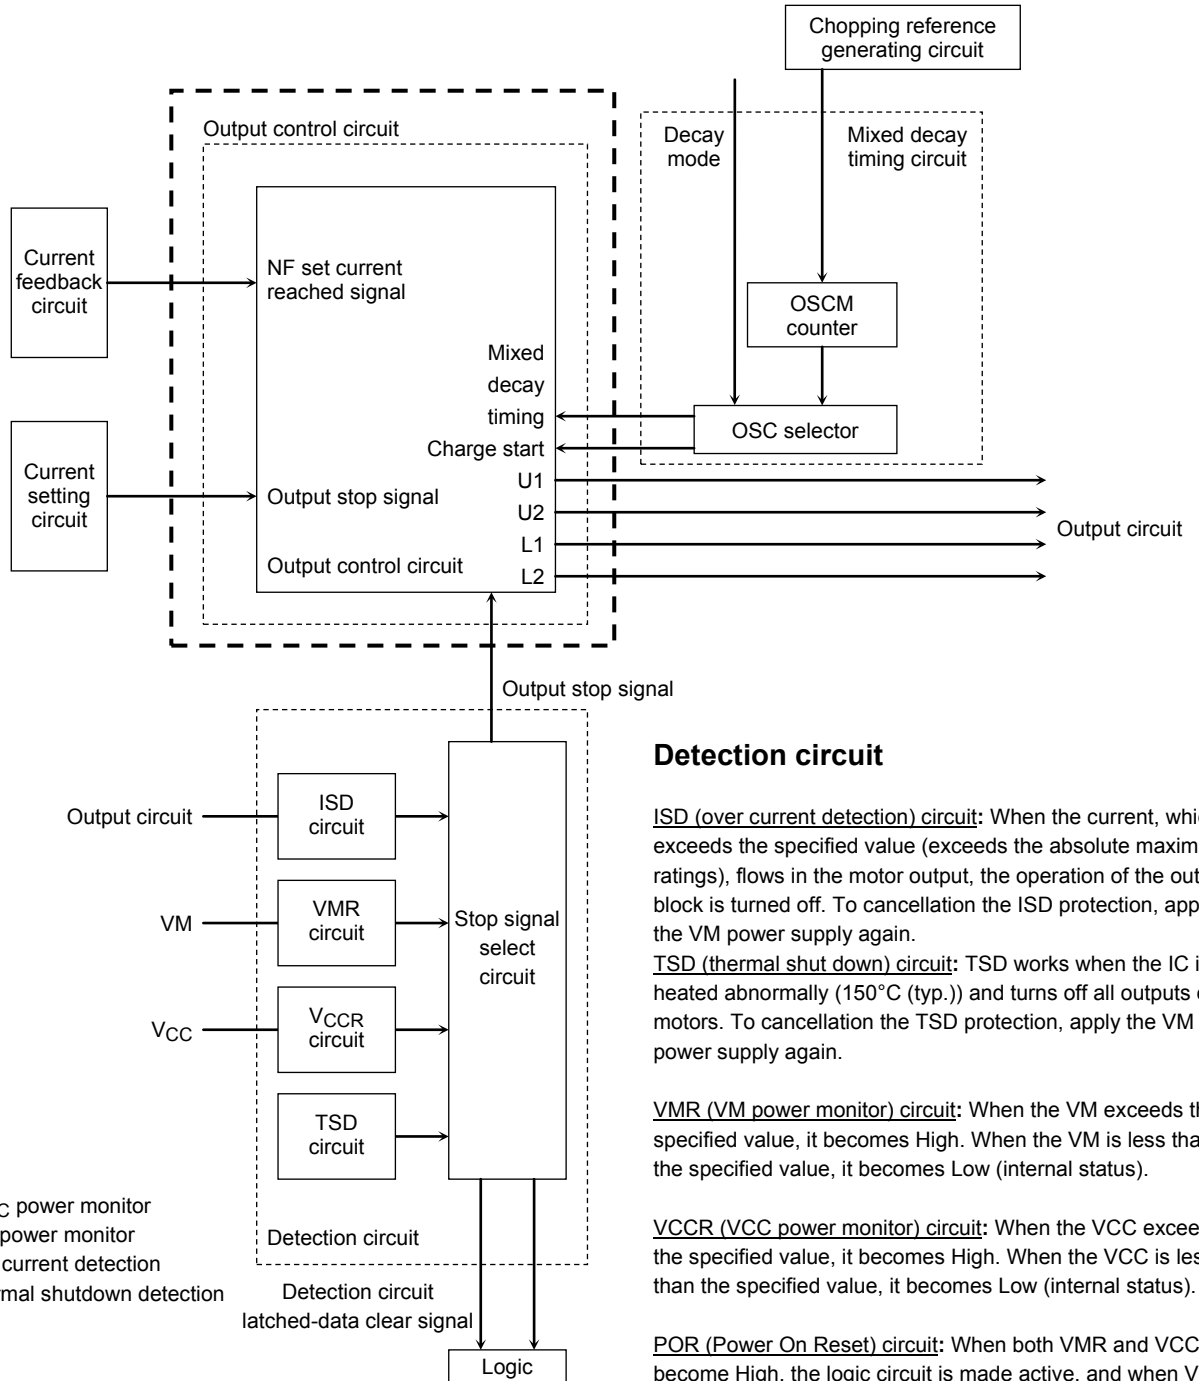 Chopping reference
generating circuit
Output control circuit
Decay
mode
Mixed decay
timing circuit
Current
feedback
circuit
NF set current
reached signal
OSCM
counter
Mixed
decay
timing
OSC selector
Charge start
Current
setting
circuit
Output stop signal
U1
U2
L1
L2
Output circuit
Output control circuit
Output stop signal
Output circuit
ISD
circuit
VM
VMR
circuit
Stop signal
select
circuit
VCC
VCCR
circuit
TSD
circuit
Detection circuit
C power monitor
power monitor
current detection
mal shutdown detection
Detection circuit
latched-data clear signal
Logic
Detection circuit
ISD (over current detection) circuit: When the current, whi
exceeds the specified value (exceeds the absolute maxim
ratings), flows in the motor output, the operation of the out
block is turned off. To cancellation the ISD protection, app
the VM power supply again.
TSD (thermal shut down) circuit: TSD works when the IC i
heated abnormally (150°C (typ.)) and turns off all outputs
motors. To cancellation the TSD protection, apply the VM
power supply again.
VMR (VM power monitor) circuit: When the VM exceeds th
specified value, it becomes High. When the VM is less tha
the specified value, it becomes Low (internal status).
VCCR (VCC power monitor) circuit: When the VCC excee
the specified value, it becomes High. When the VCC is les
than the specified value, it becomes Low (internal status).
POR (Power On Reset) circuit: When both VMR and VCC
become High, the logic circuit is made active, and when V